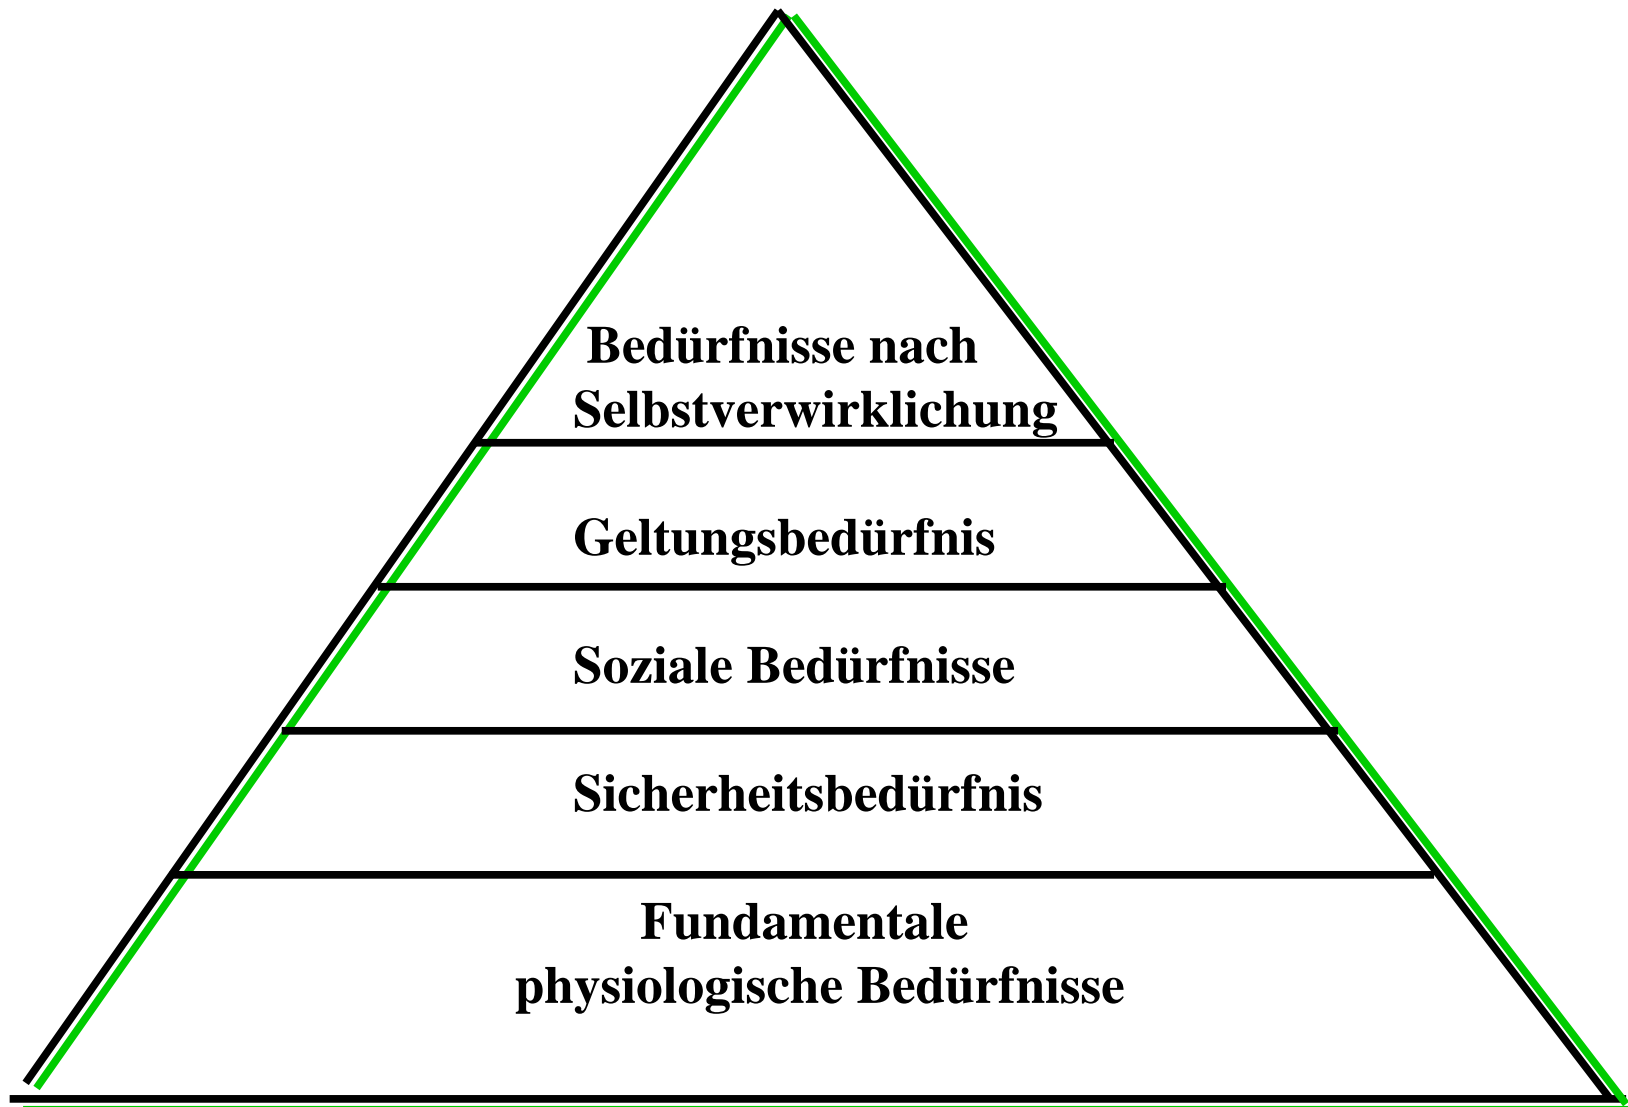 Bedürfnisse nach
Selbstverwirklichung
Geltungsbedürfnis
Soziale Bedürfnisse
Sicherheitsbedürfnis
Fundamentale
physiologische Bedürfnisse